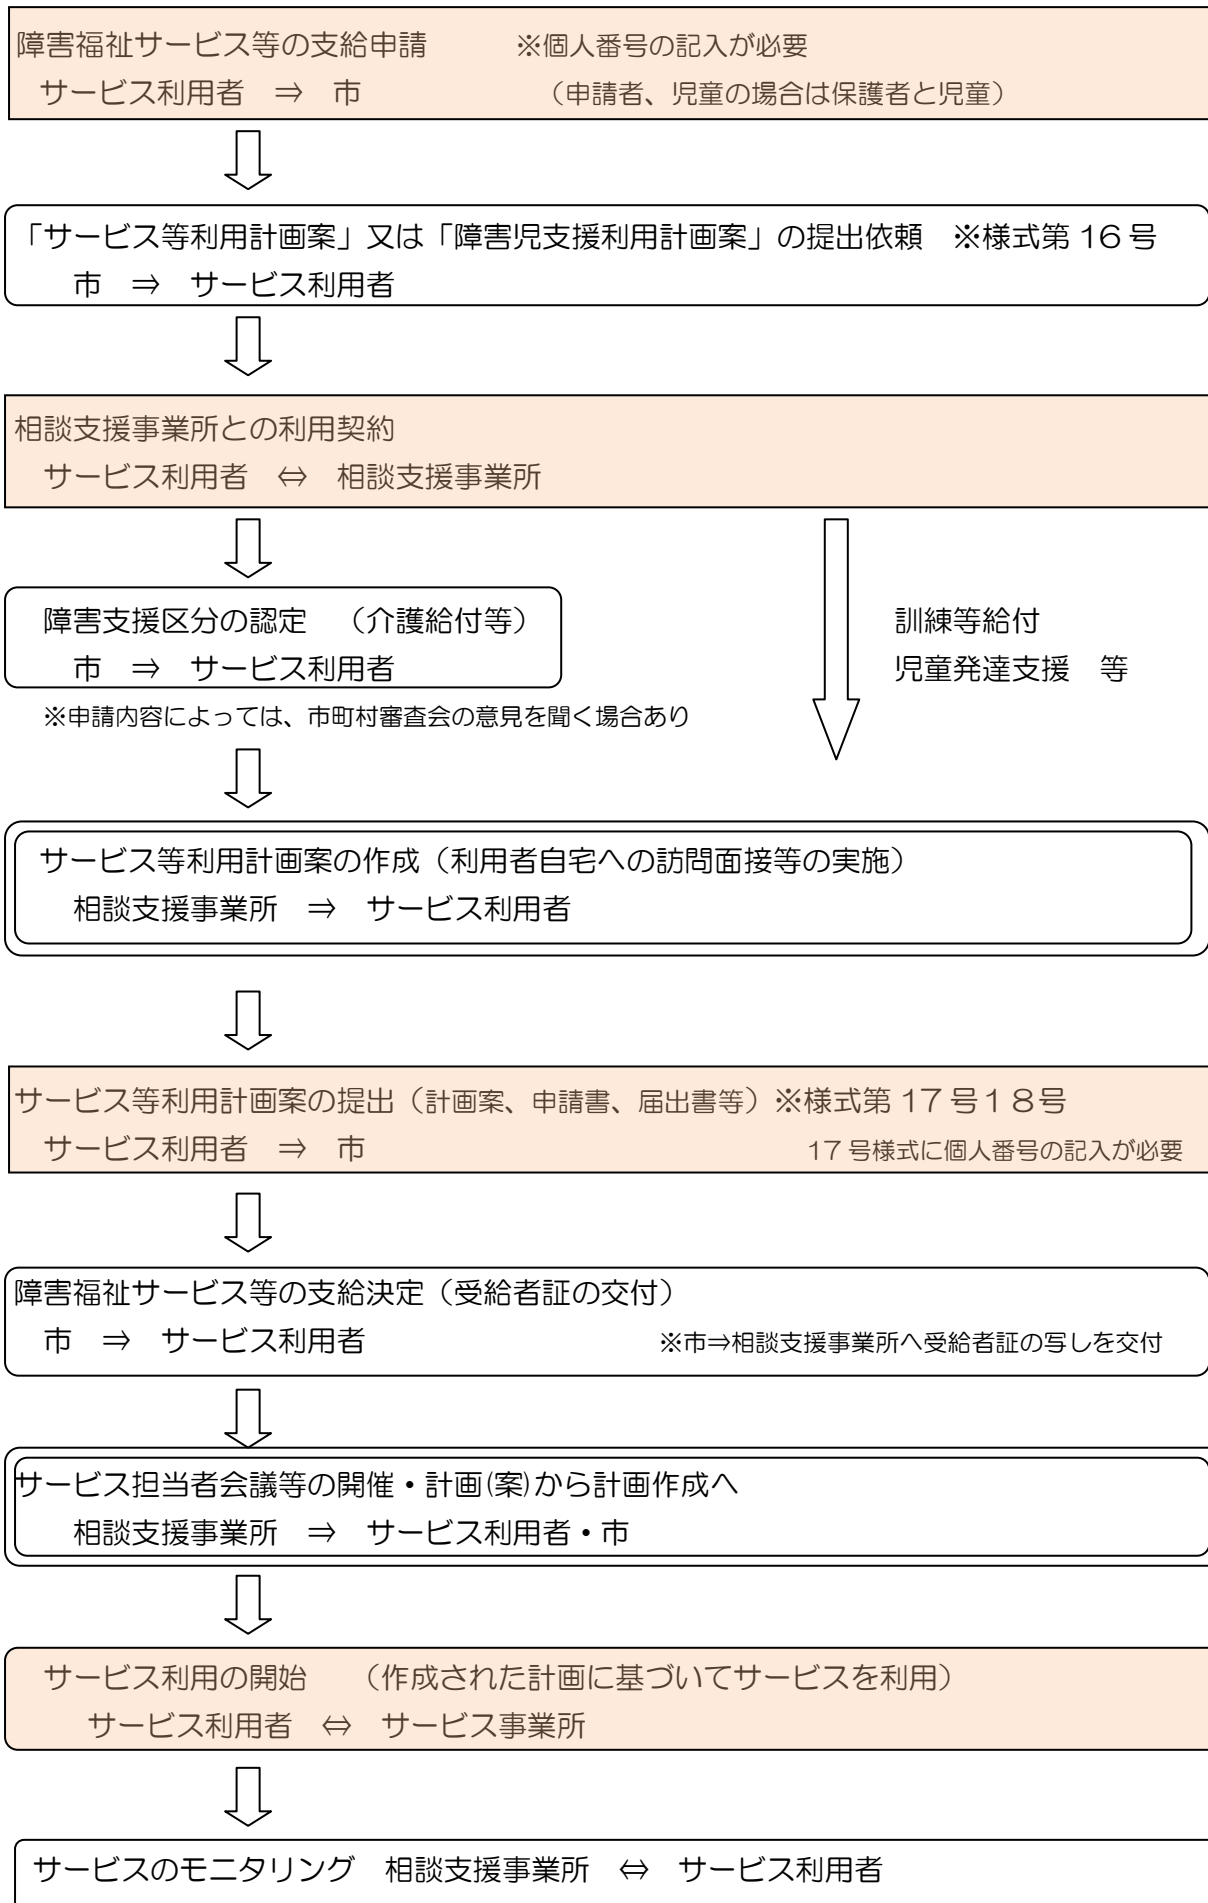 障害福祉サービス等の支給申請　　　※個人番号の記入が必要
サービス利用者　⇒　市　　　　　　（申請者、児童の場合は保護者と児童）
「サービス等利用計画案」又は「障害児支援利用計画案」の提出依頼　※様式第 16 号
市　⇒　サービス利用者
相談支援事業所との利用契約
サービス利用者　⇔　相談支援事業所
障害支援区分の認定　（介護給付等）
市　⇒　サービス利用者
※申請内容によっては、市町村審査会の意見を聞く場合あり
訓練等給付
児童発達支援　等
サービス等利用計画案の作成（利用者自宅への訪問面接等の実施）
相談支援事業所　⇒　サービス利用者
サービス等利用計画案の提出（計画案、申請書、届出書等）※様式第 17 号１８号
サービス利用者　⇒　市　　　　　　17 号様式に個人番号の記入が必要
障害福祉サービス等の支給決定（受給者証の交付）
市　⇒　サービス利用者　　　　　　※市⇒相談支援事業所へ受給者証の写しを交付
サービス担当者会議等の開催・計画(案)から計画作成へ
相談支援事業所　⇒　サービス利用者・市
サービス利用の開始　（作成された計画に基づいてサービスを利用）
サービス利用者　⇔　サービス事業所
サービスのモニタリング　相談支援事業所　⇔　サービス利用者